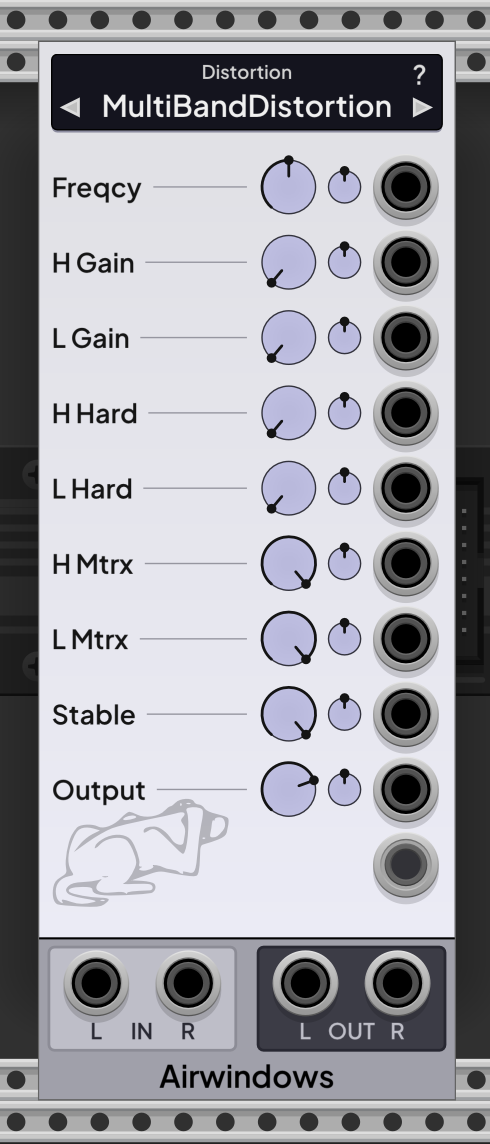 Distortion ?
MultiBandDistortion
Freqcy
H Gain
L Gain
H Hard
L Hard
H Mtrx
L Mtrx
Stable
Output
L IN R L OUT R
Airwindows